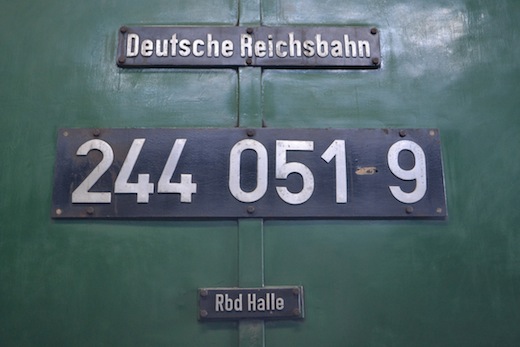 Deutsche Reichsbahn
244 051-9
Rbd Halle